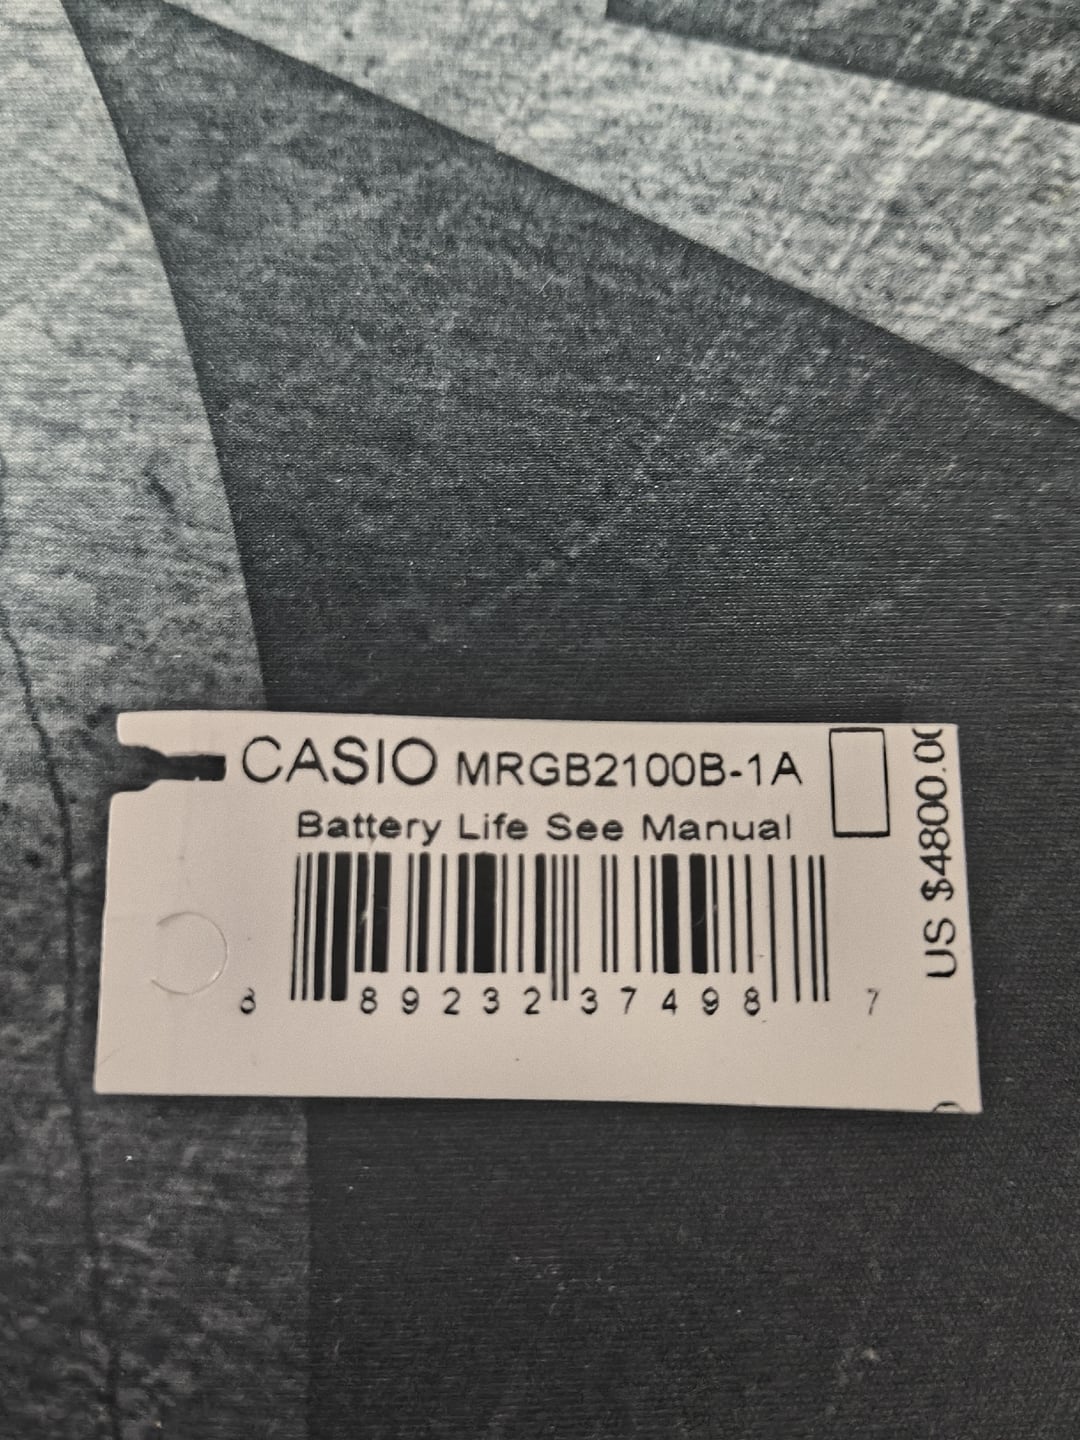 CASIO MRGB2100B-1A
Battery Life See Manual
8 89232 37498 7
US $4800.00